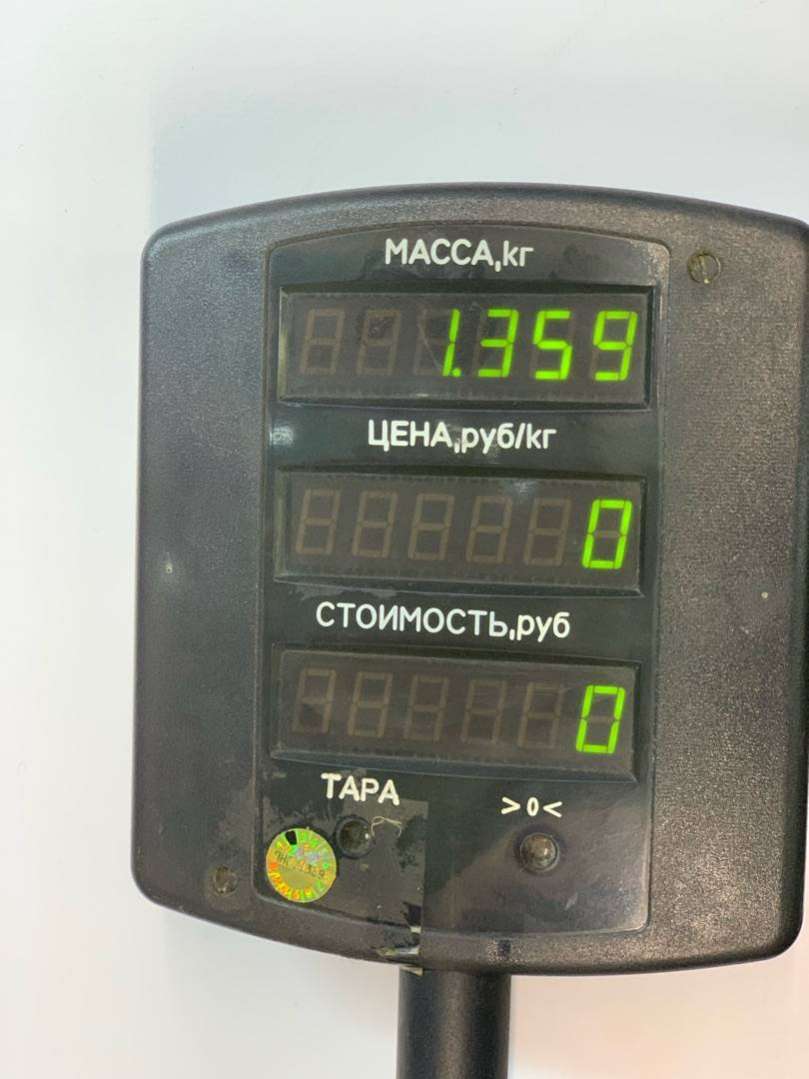 МАССА,кг
1.359
ЦЕНА,руб/кг
0
СТОИМОСТЬ,руб
0
ТАРА >0<